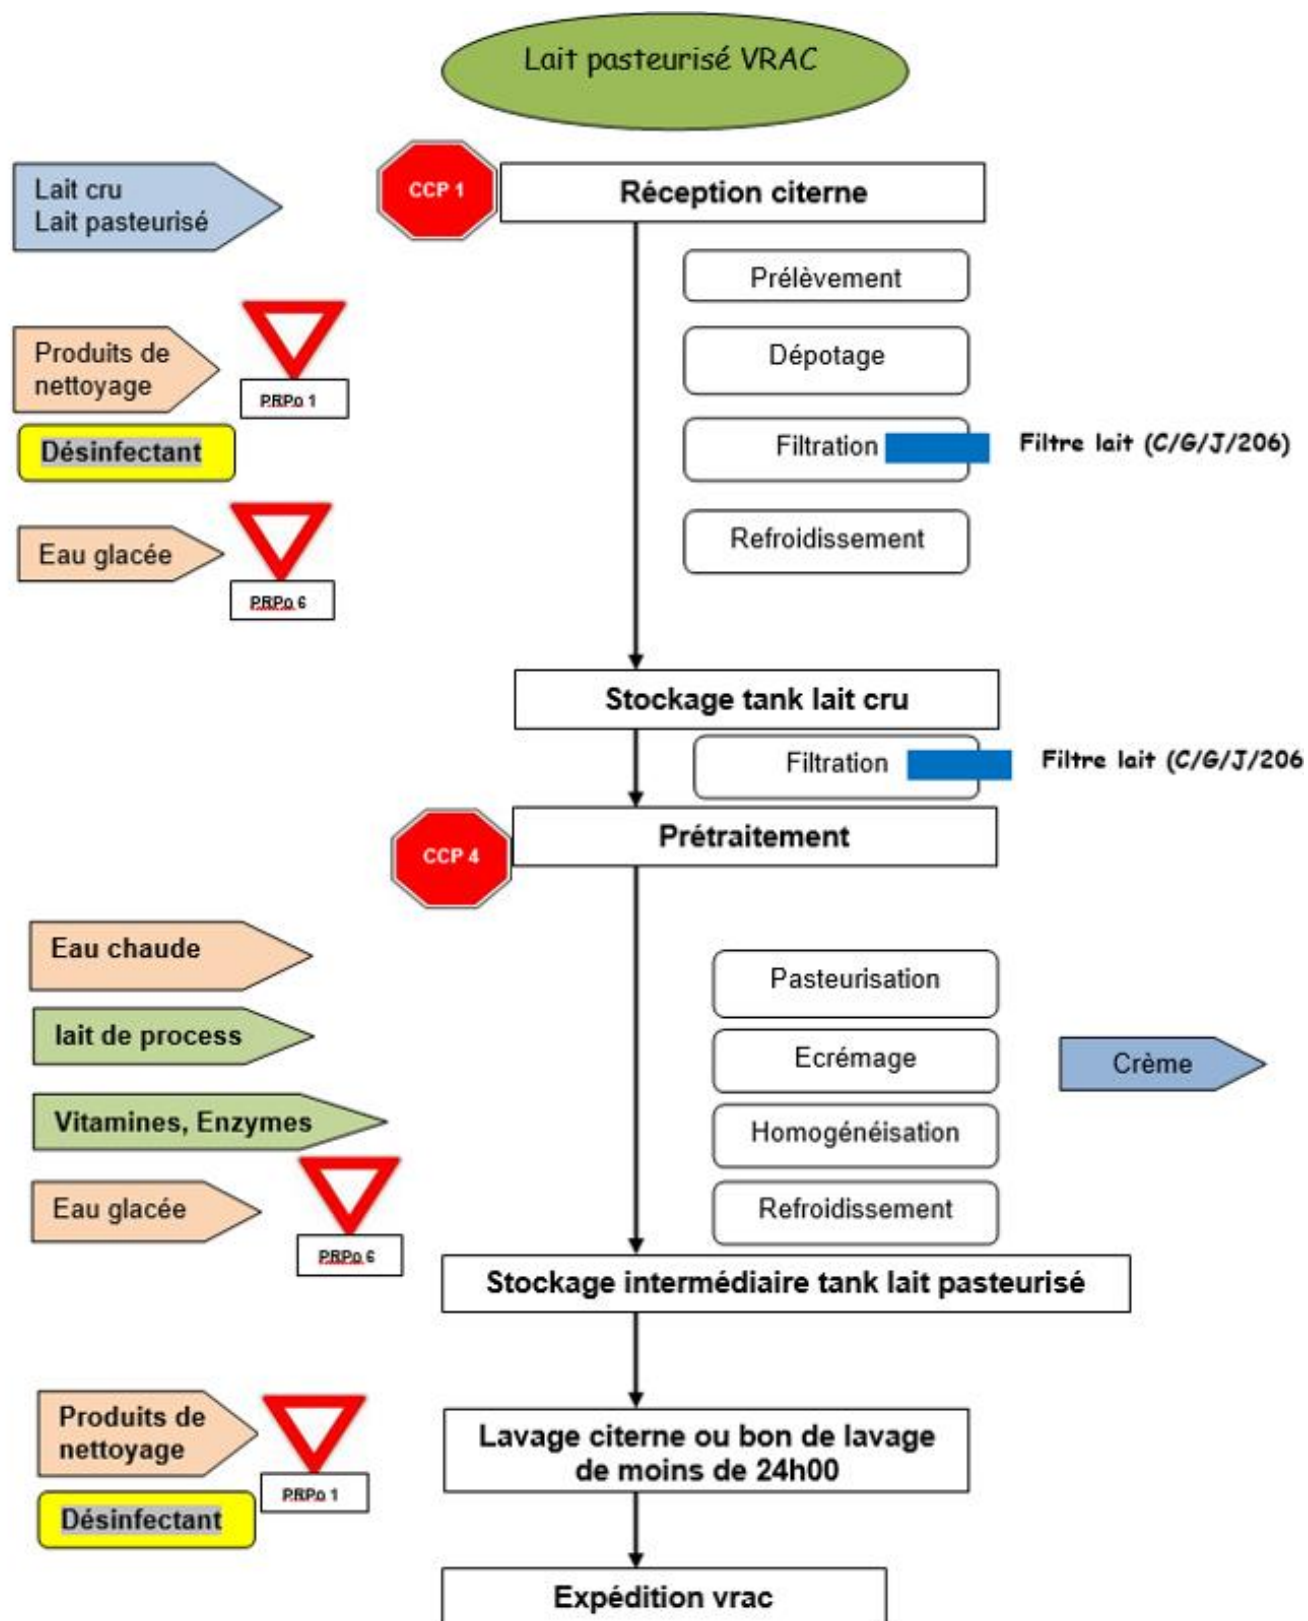 Lait pasteurisé VRAC
CCP 1
Réception citerne
Lait cru
Lait pasteurisé
Prélèvement
Produits de
nettoyage
PRPo 1
Dépotage
Désinfectant
Filtration
Filtre lait (C/G/J/206)
Eau glacée
PRPo 6
Refroidissement
Stockage tank lait cru
Filtration
Filtre lait (C/G/J/206
CCP 4
Prétraitement
Eau chaude
Pasteurisation
lait de process
Ecrémage
Crème
Vitamines, Enzymes
Homogénéisation
Eau glacée
PRPo 6
Refroidissement
Stockage intermédiaire tank lait pasteurisé
Produits de
nettoyage
PRPo 1
Lavage citerne ou bon de lavage
de moins de 24h00
Désinfectant
Expédition vrac